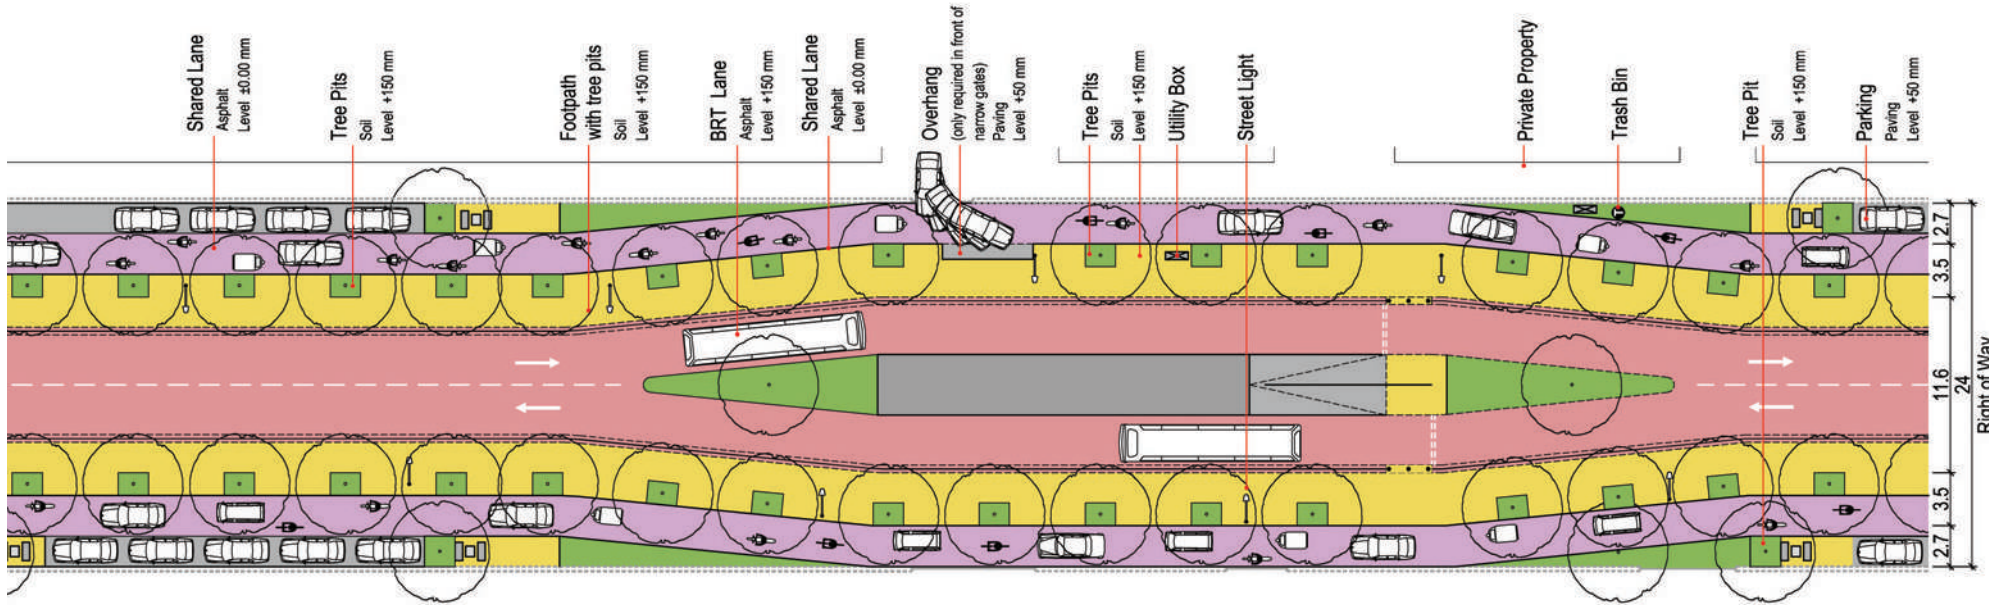 Shared Lane
Asphalt
Level ±0.00 mm
Tree Pits
Soil
Level +150 mm
Footpath
with tree pits
Soil
Level +150 mm
BRT Lane
Asphalt
Level +150 mm
Shared Lane
Asphalt
Level ±0.00 mm
Overhang
(only required in front of
narrow gates)
Paving
Level +50 mm
Tree Pits
Soil
Level +150 mm
Utility Box
Street Light
Private Property
Trash Bin
Tree Pit
Soil
Level +150 mm
Parking
Paving
Level +50 mm
2.7
3.5
11.6
24
Right of Way
3.5
2.7